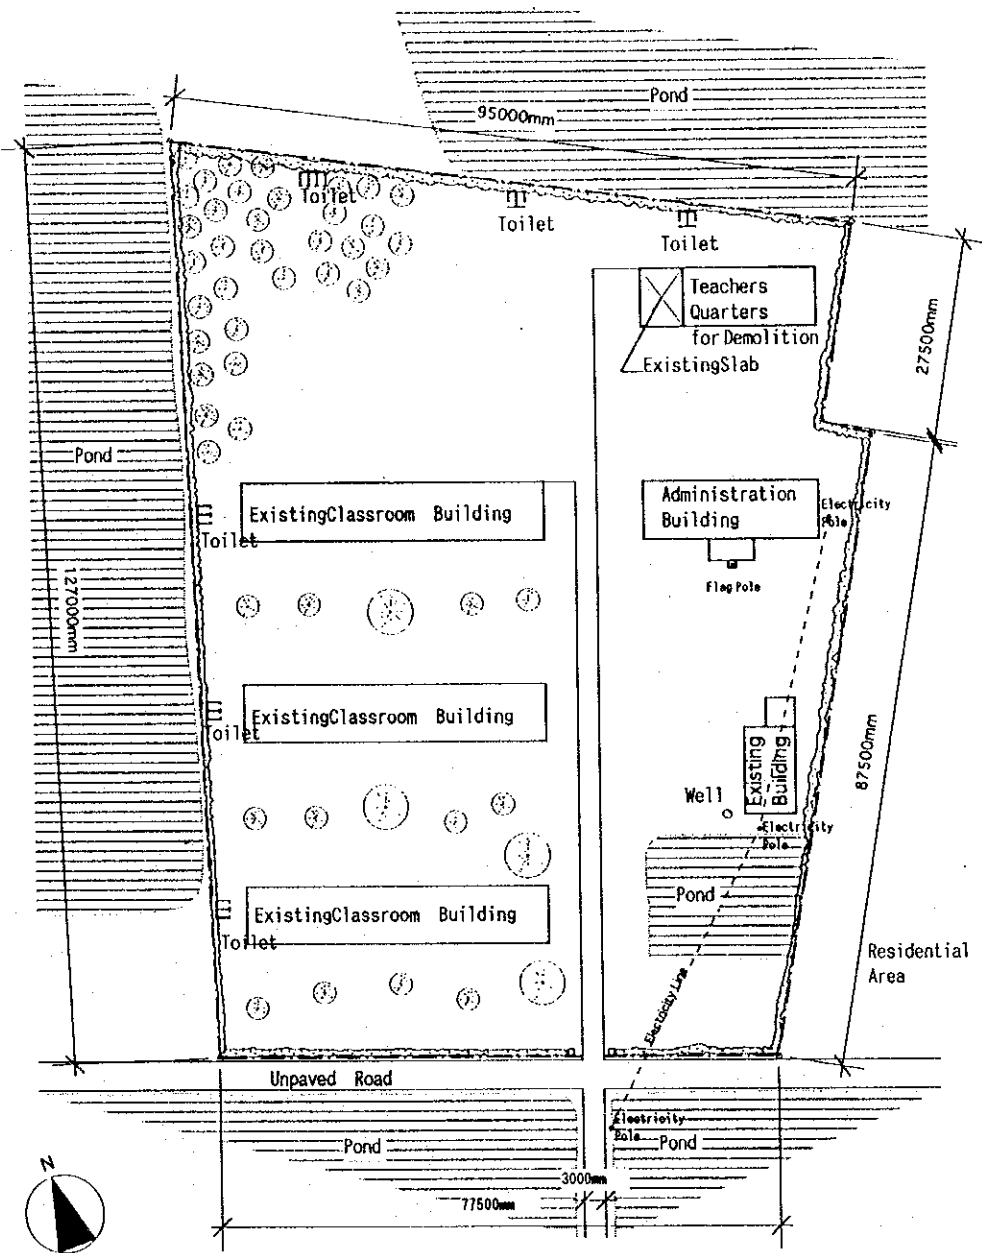 Pond
95000mm
Toilet
Toilet
Toilet
Teachers
Quarters
for Demolition
ExistingSlab
27500mm
Pond
ExistingClassroom Building
Administration
Building
Electricity
Pole
Toilet
Flag Pole
127000mm
ExistingClassroom Building
Toilet
Existing
Building
87500mm
Well
Electricity
Pole
Pond
ExistingClassroom Building
Toilet
Residential
Area
Electricity Line
Unpaved Road
Electricity
Pole
Pond
Pond
N
3000mm
77500mm